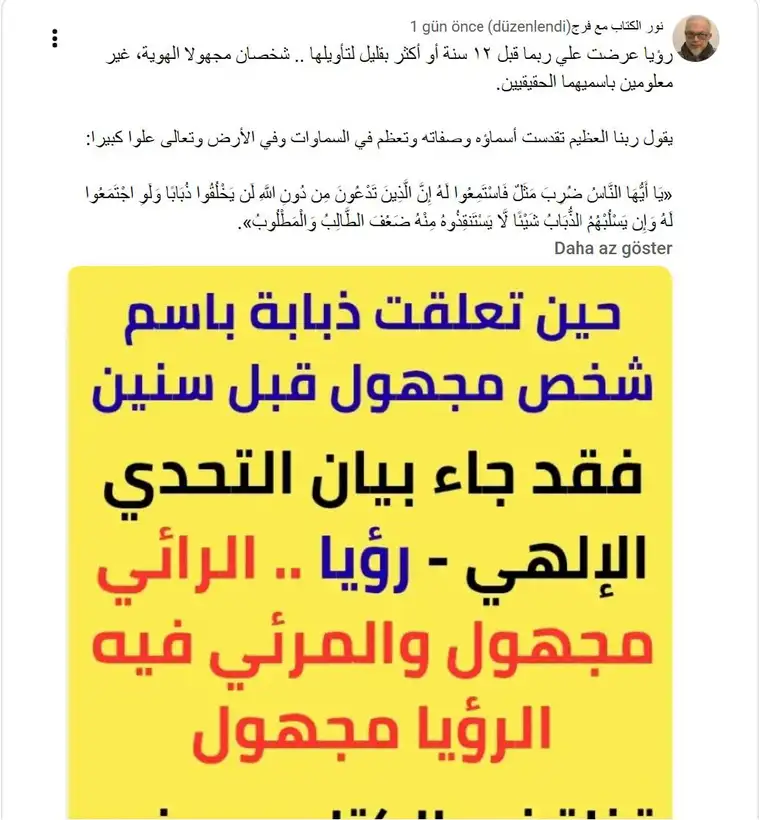 نور الكتاب مع فرج 1 gün önce (düzenlendi)
رؤيا عرضت علي ربما قبل ١٢ سنة أو أكثر بقليل لتأويلها .. شخصان مجهولا الهوية، غير
معلومين باسميهما الحقيقيين.
يقول ربنا العظيم تقدست أسماؤه وصفاته وتعظم في السماوات وفي الأرض وتعالى علوا كبيرا:
«يَا أَيُّهَا النَّاسُ ضُرِبَ مَثَلٌ فَاسْتَمِعُوا لَهُ إِنَّ الَّذِينَ تَدْعُونَ مِن دُونِ اللَّهِ لَن يَخْلُقُوا ذُبَابًا وَلَوِ اجْتَمَعُوا
لَهُ وَإِن يَسْلُبْهُمُ الذُّبَابُ شَيْئًا لَّا يَسْتَنقِذُوهُ مِنْهُ ضَعُفَ الطَّالِبُ وَالْمَطْلُوبُ».
Daha az göster
حين تعلقت ذبابة باسم
شخص مجهول قبل سنين
فقد جاء بيان التحدي
الإلهي - رؤيا .. الرائي
مجهول والمرئي فيه
الرؤيا مجهول